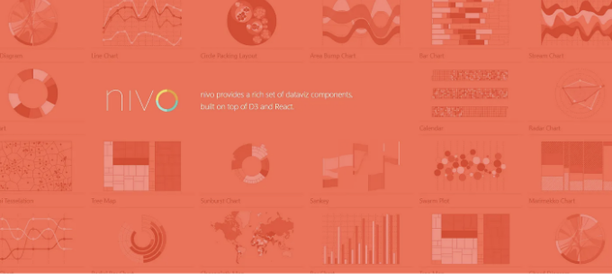 Line Chart
Circle Packing Layout
Area Bump Chart
Bar Chart
Stream Chart
nivo
nivo provides a rich set of dataviz components,
built on top of D3 and React.
Calendar
Radar Chart
Tree Map
Sunburst Chart
Sankey
Swarm Plot
Marimekko Chart